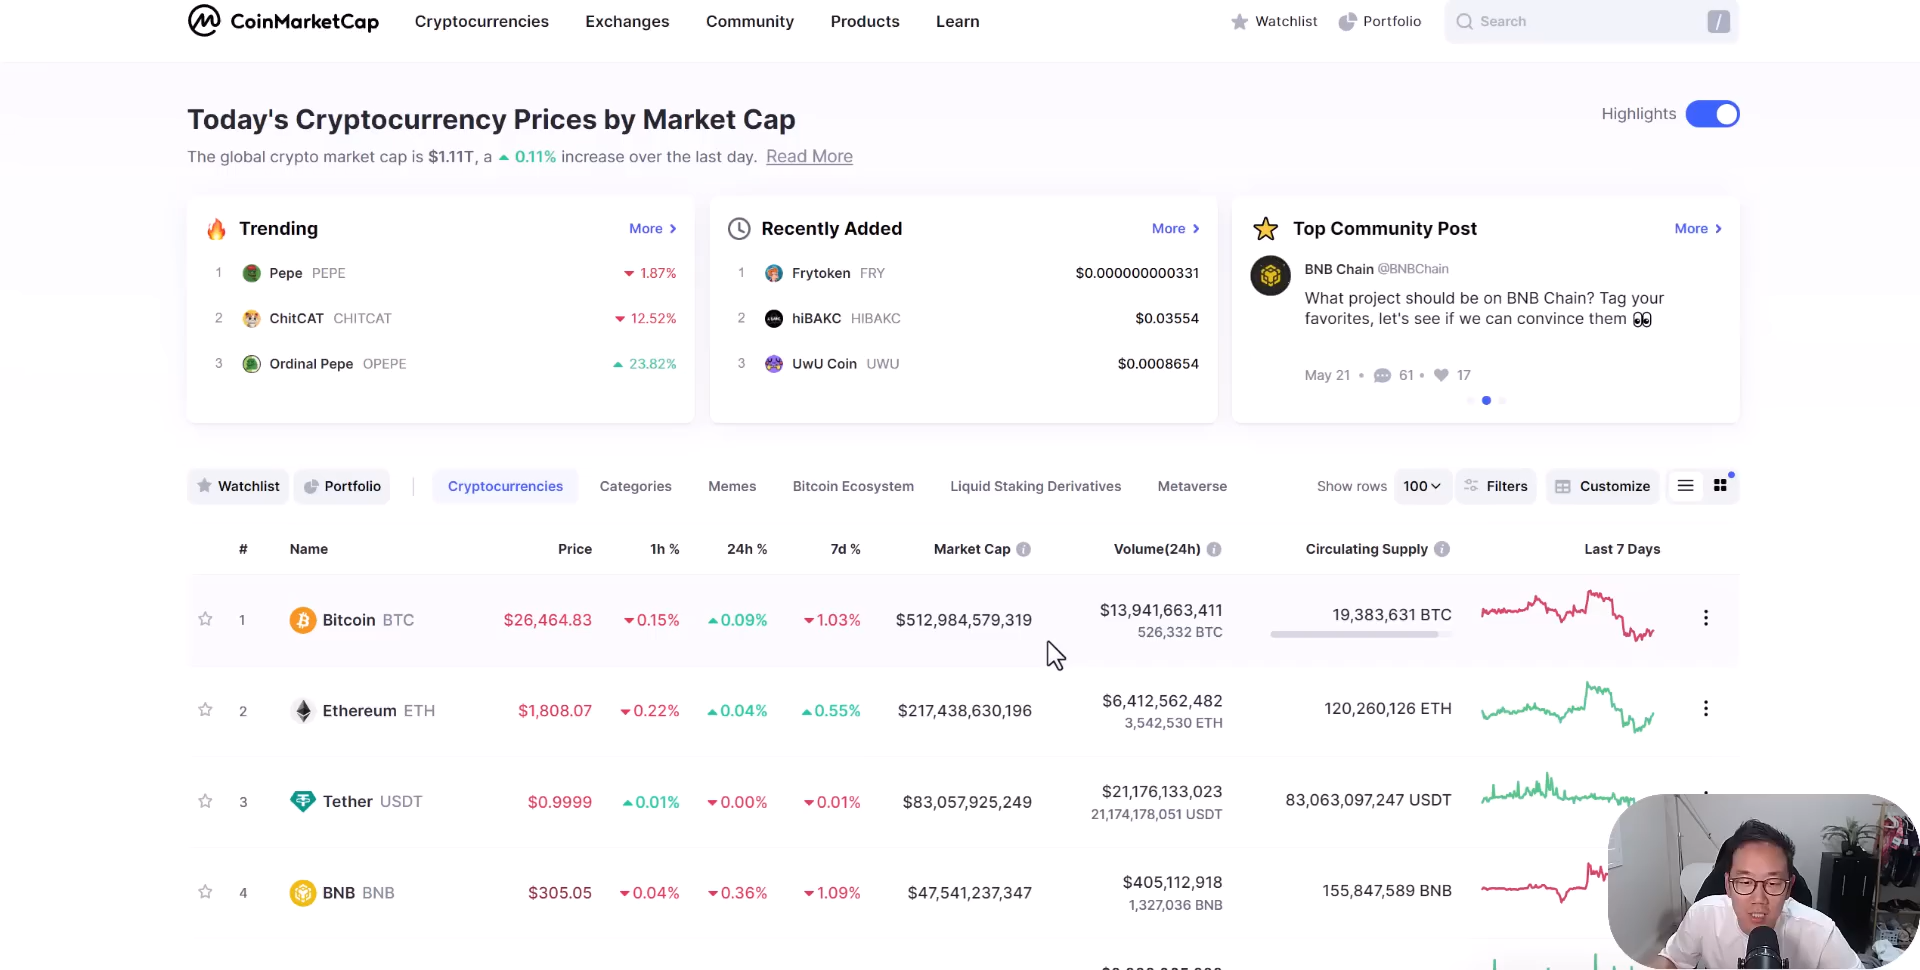 CoinMarketCap Cryptocurrencies Exchanges Community Products Learn Watchlist Portfolio Search /
Today's Cryptocurrency Prices by Market Cap Highlights
The global crypto market cap is $1.11T, a 0.11% increase over the last day. Read More
Trending More
1 Pepe PEPE 1.87%
2 ChitCAT CHITCAT 12.52%
3 Ordinal Pepe OPEPE 23.82%
Recently Added More
1 Frytoken FRY $0.000000000331
2 hiBAKC HIBAKC $0.03554
3 UwU Coin UWU $0.0008654
Top Community Post More
BNB Chain @BNBChain
What project should be on BNB Chain? Tag your
favorites, let's see if we can convince them 👀
May 21 • 61 • 17
Watchlist Portfolio Cryptocurrencies Categories Memes Bitcoin Ecosystem Liquid Staking Derivatives Metaverse Show rows 100 Filters Customize
# Name Price 1h % 24h % 7d % Market Cap Volume(24h) Circulating Supply Last 7 Days
1 Bitcoin BTC $26,464.83 0.15% 0.09% 1.03% $512,984,579,319 $13,941,663,411 19,383,631 BTC
526,332 BTC
2 Ethereum ETH $1,808.07 0.22% 0.04% 0.55% $217,438,630,196 $6,412,562,482 120,260,126 ETH
3,542,530 ETH
3 Tether USDT $0.9999 0.01% 0.00% 0.01% $83,057,925,249 $21,176,133,023 83,063,097,247 USDT
21,174,178,051 USDT
4 BNB BNB $305.05 0.04% 0.36% 1.09% $47,541,237,347 $405,112,918 155,847,589 BNB
1,327,036 BNB